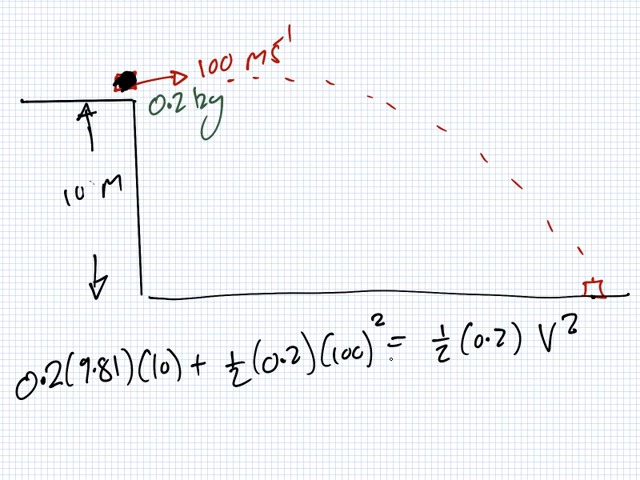 100 ms⁻¹
0.2 kg
10 M
0.2(9.81)(10) + ½(0.2)(100)² = ½(0.2) V²